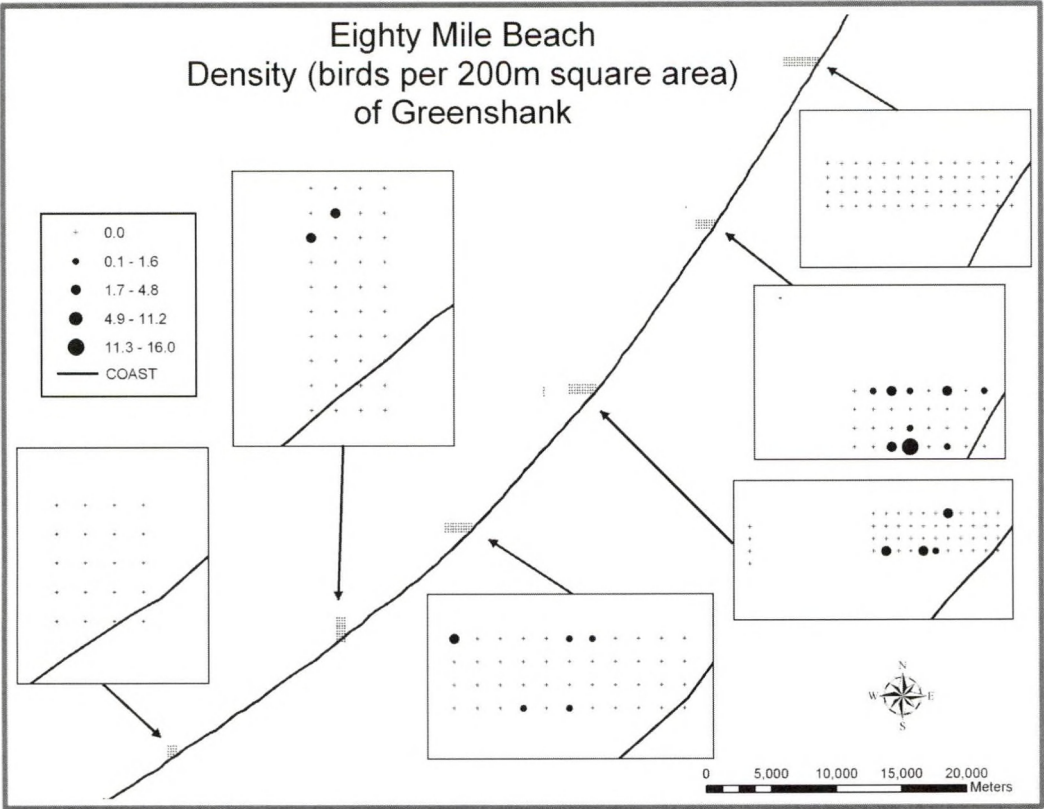 Eighty Mile Beach
Density (birds per 200m square area)
of Greenshank
0.0
0.1 - 1.6
1.7 - 4.8
4.9 - 11.2
11.3 - 16.0
COAST
N
W E
S
0 5,000 10,000 15,000 20,000
Meters